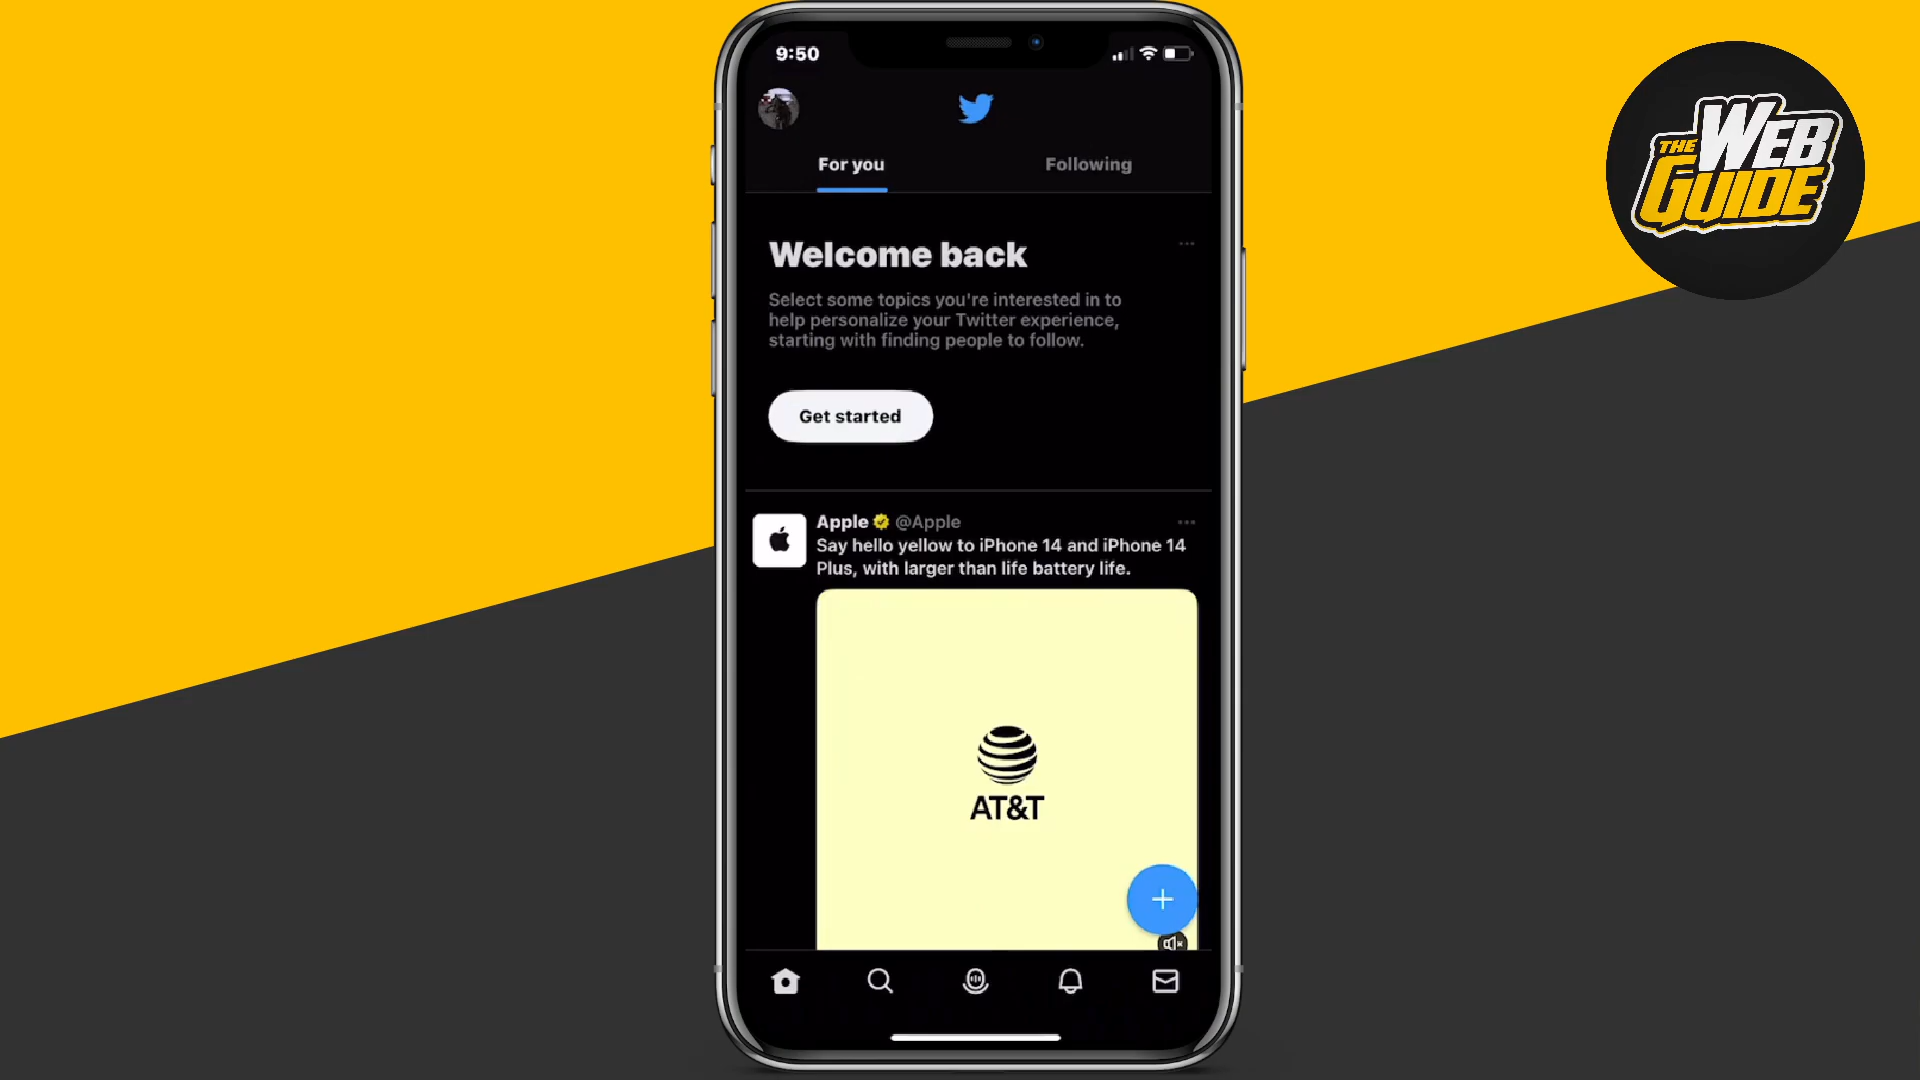 9:50
THE WEB
GUIDE
For you Following
Welcome back
Select some topics you're interested in to
help personalize your Twitter experience,
starting with finding people to follow.
Get started
Apple @Apple
Say hello yellow to iPhone 14 and iPhone 14
Plus, with larger than life battery life.
AT&T